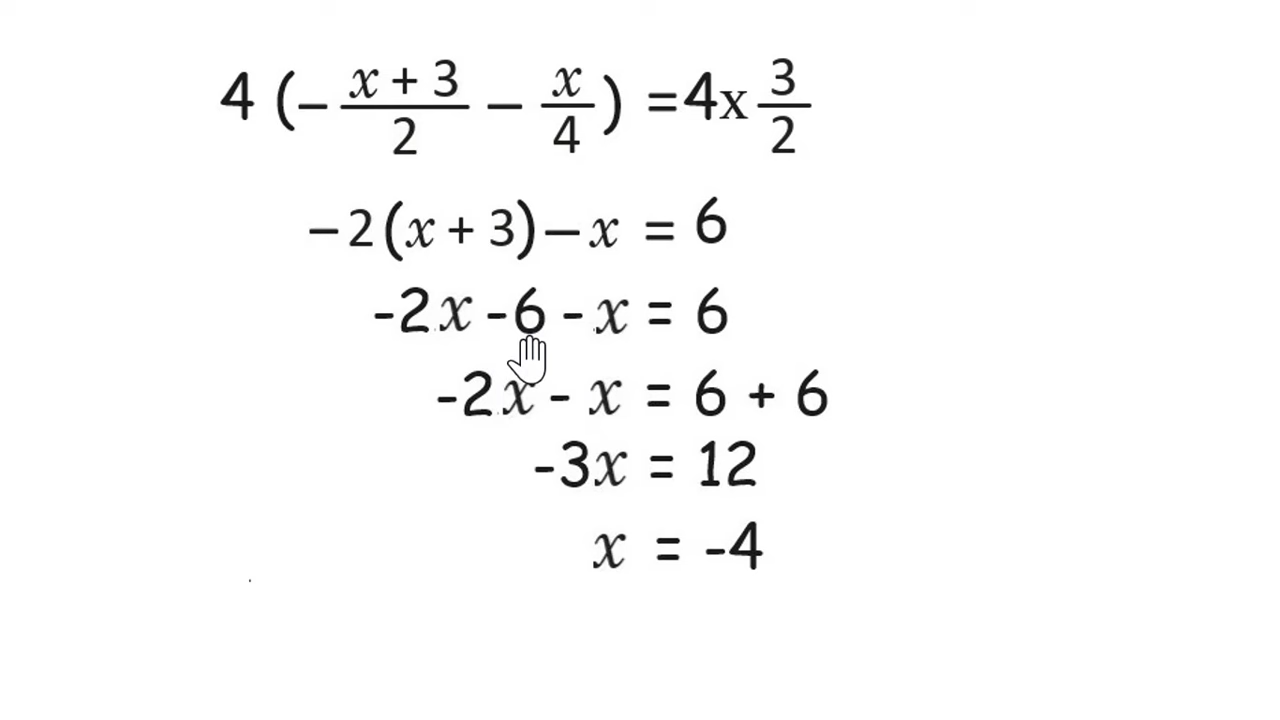 4 (− (x + 3)/2 − x/4 ) = 4x 3/2
−2(x + 3) − x = 6
-2x - 6 - x = 6
-2x - x = 6 + 6
-3x = 12
x = -4